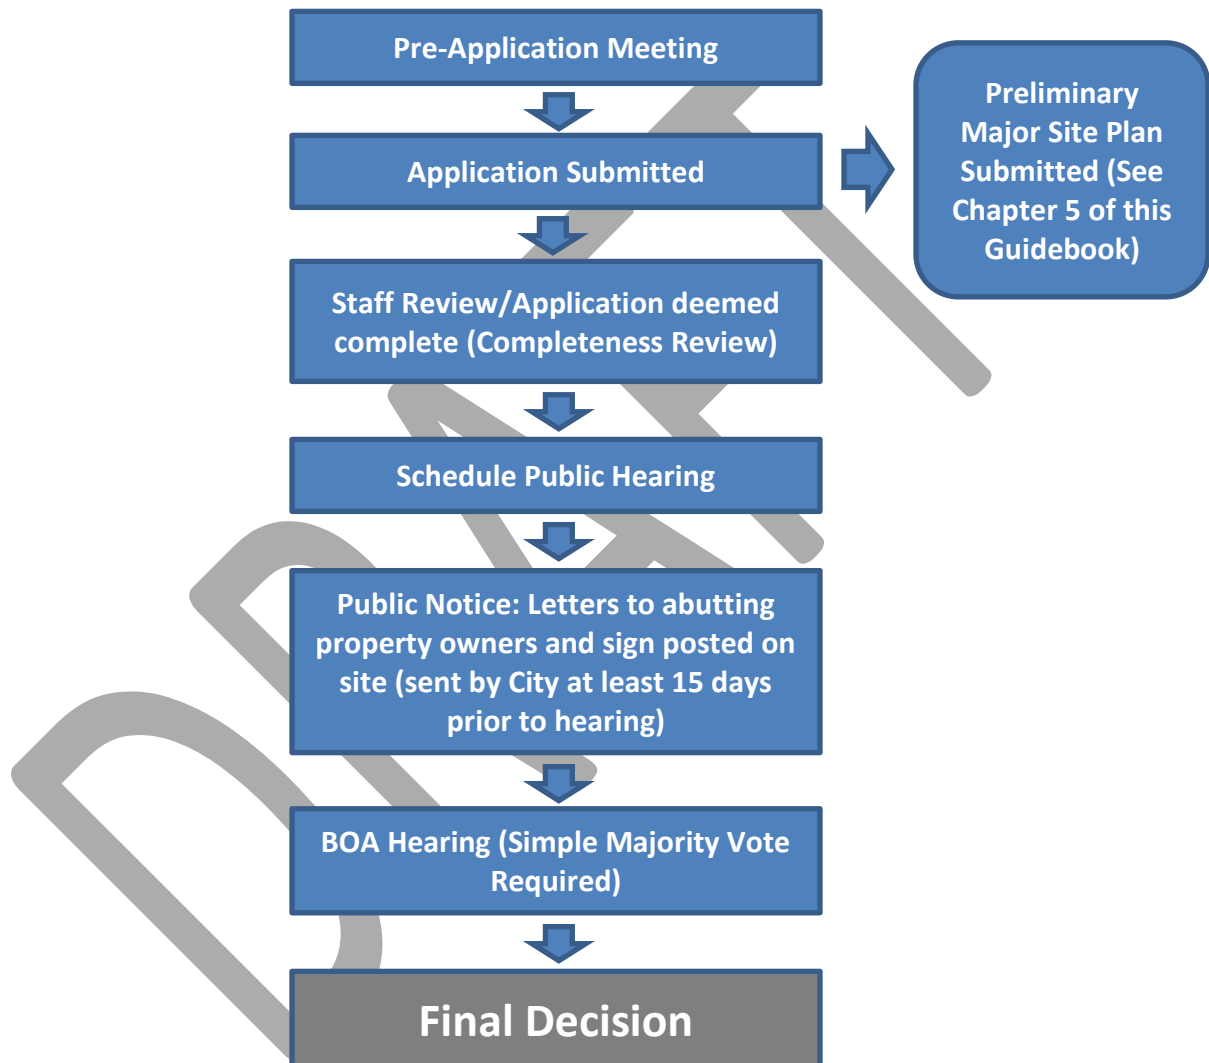 Pre-Application Meeting
Application Submitted
Preliminary
Major Site Plan
Submitted (See
Chapter 5 of this
Guidebook)
Staff Review/Application deemed
complete (Completeness Review)
Schedule Public Hearing
Public Notice: Letters to abutting
property owners and sign posted on
site (sent by City at least 15 days
prior to hearing)
BOA Hearing (Simple Majority Vote
Required)
Final Decision
DRAFT